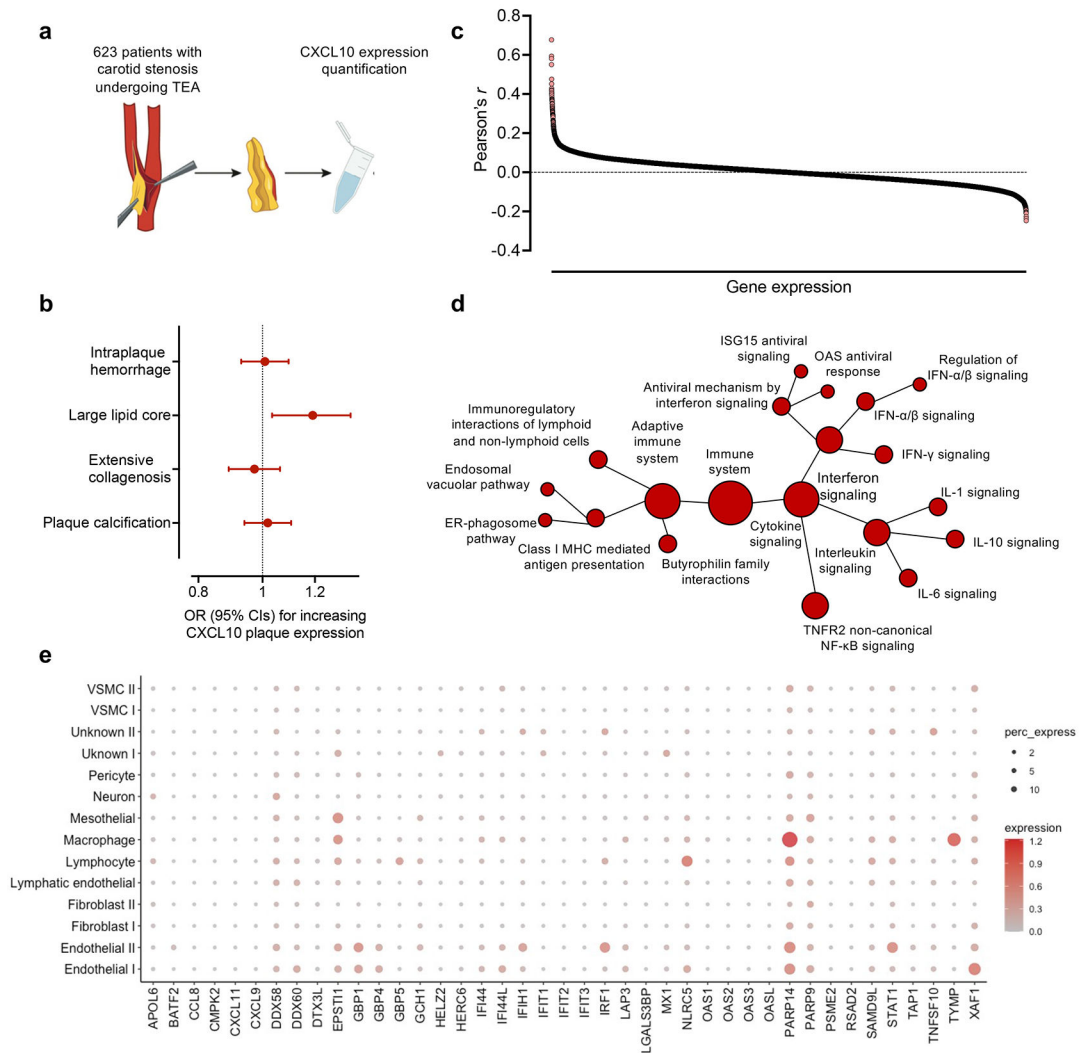 a
623 patients with
carotid stenosis
undergoing TEA
CXCL10 expression
quantification
b
Intraplaque
hemorrhage
Large lipid core
Extensive
collagenosis
Plaque calcification
0.8
1
1.2
OR (95% CIs) for increasing
CXCL10 plaque expression
c
Pearson's r
0.8
0.6
0.4
0.2
0.0
-0.2
-0.4
Gene expression
d
ISG15 antiviral
signaling
OAS antiviral
response
Regulation of
IFN-α/β signaling
Antiviral mechanism by
interferon signaling
IFN-α/β signaling
Immunoregulatory
interactions of lymphoid
and non-lymphoid cells
Adaptive
immune
system
Immune
system
IFN-γ signaling
Endosomal
vacuolar pathway
Interferon
signaling
IL-1 signaling
ER-phagosome
pathway
Cytokine
signaling
Class I MHC mediated
antigen presentation
Butyrophilin family
interactions
Interleukin
signaling
IL-10 signaling
IL-6 signaling
TNFR2 non-canonical
NF-κB signaling
e
VSMC II
VSMC I
Unknown II
Uknown I
Pericyte
Neuron
Mesothelial
Macrophage
Lymphocyte
Lymphatic endothelial
Fibroblast II
Fibroblast I
Endothelial II
Endothelial I
APOL6
BATF2
CCL8
CMPK2
CXCL11
CXCL9
DDX58
DDX60
DTX3L
EPSTI1
GBP1
GBP4
GBP5
GCH1
HELZ2
HERC6
IFI44
IFI44L
IFIH1
IFIT1
IFIT2
IFIT3
IRF1
LAP3
LGALS3BP
MX1
NLRC5
OAS1
OAS2
OAS3
OASL
PARP14
PARP9
PSME2
RSAD2
SAMD9L
STAT1
TAP1
TNFSF10
TYMP
XAF1
perc_express
2
5
10
expression
1.2
0.9
0.6
0.3
0.0